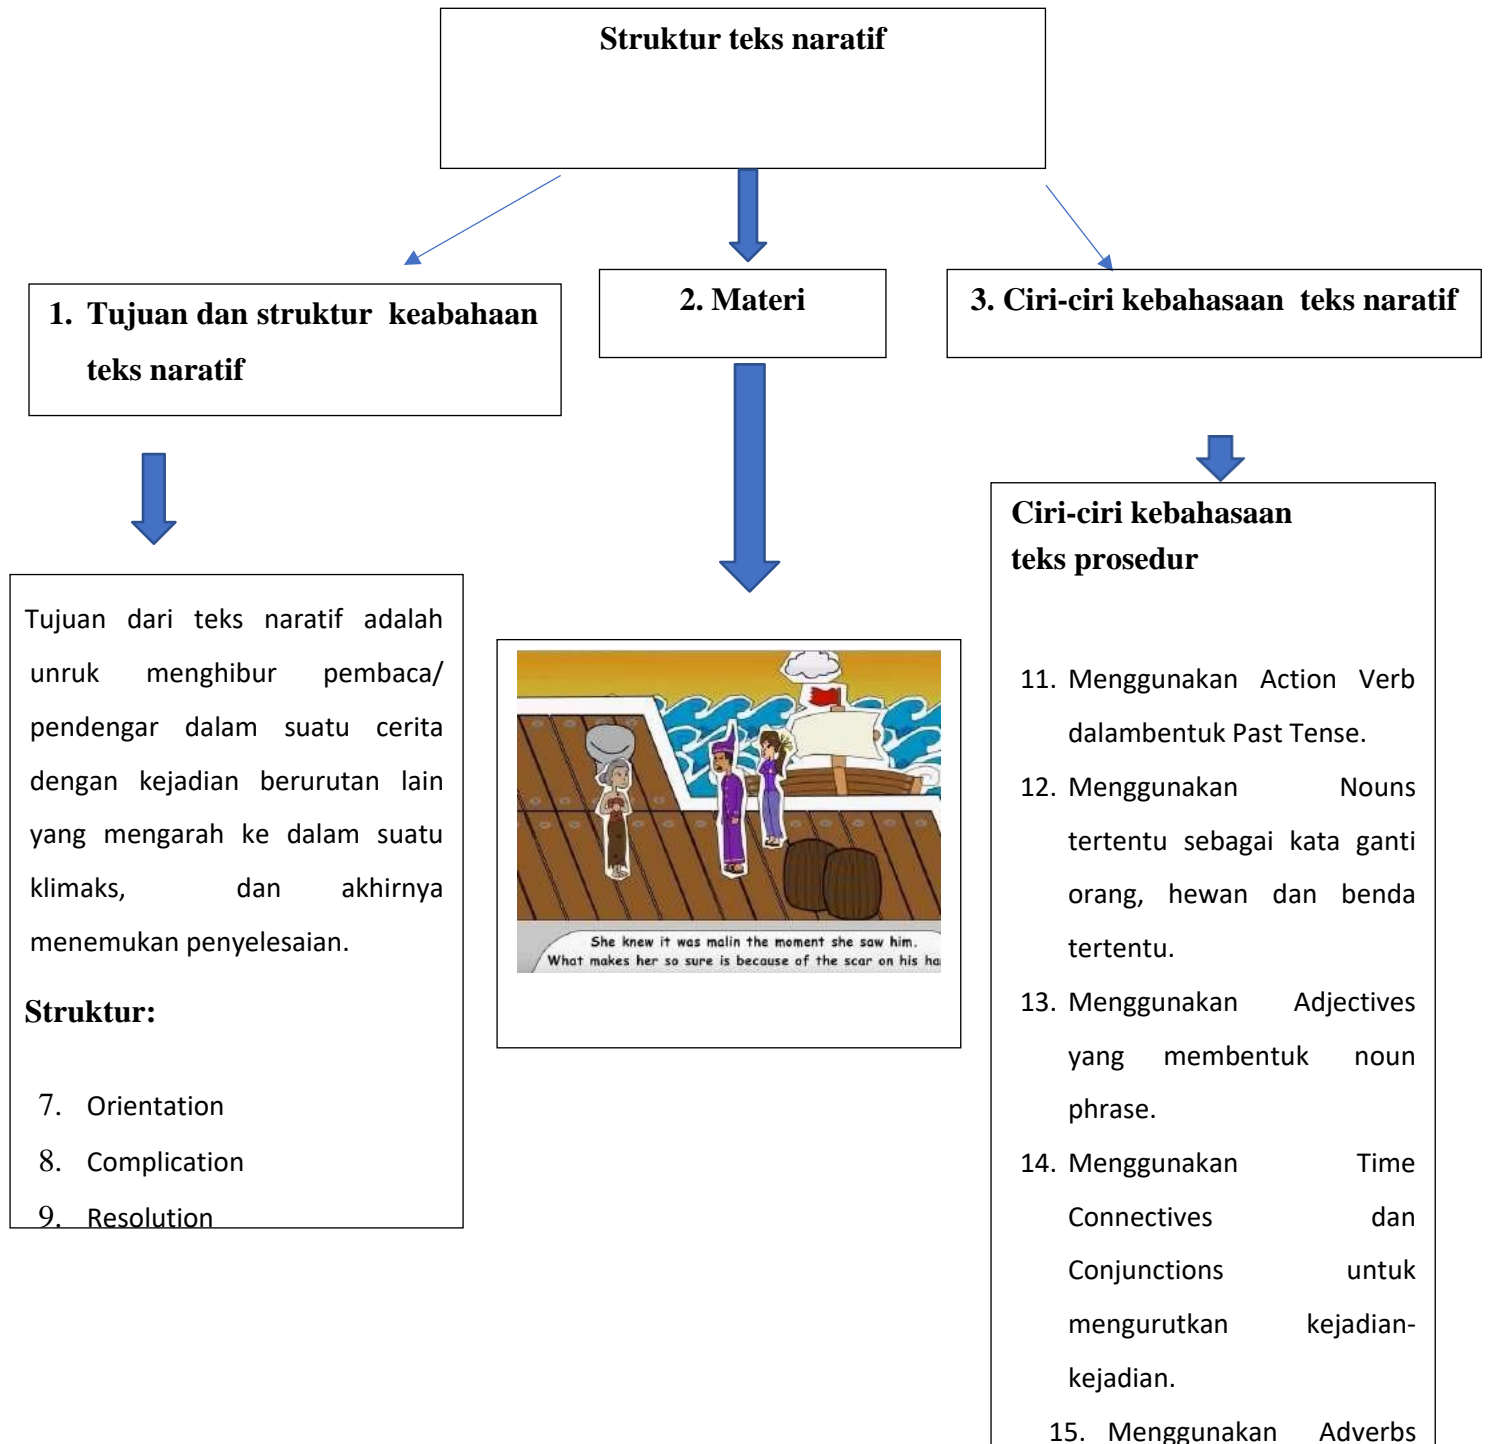 Struktur teks naratif
1. Tujuan dan struktur keabahaan
teks naratif
2. Materi
3. Ciri-ciri kebahasaan teks naratif
Tujuan dari teks naratif adalah
unruk menghibur pembaca/
pendengar dalam suatu cerita
dengan kejadian berurutan lain
yang mengarah ke dalam suatu
klimaks, dan akhirnya
menemukan penyelesaian.
Struktur:
7. Orientation
8. Complication
9. Resolution
She knew it was malin the moment she saw him.
What makes her so sure is because of the scar on his ha
Ciri-ciri kebahasaan
teks prosedur
11. Menggunakan Action Verb
dalambentuk Past Tense.
12. Menggunakan Nouns
tertentu sebagai kata ganti
orang, hewan dan benda
tertentu.
13. Menggunakan Adjectives
yang membentuk noun
phrase.
14. Menggunakan Time
Connectives dan
Conjunctions untuk
mengurutkan kejadian-
kejadian.
15. Menggunakan Adverbs